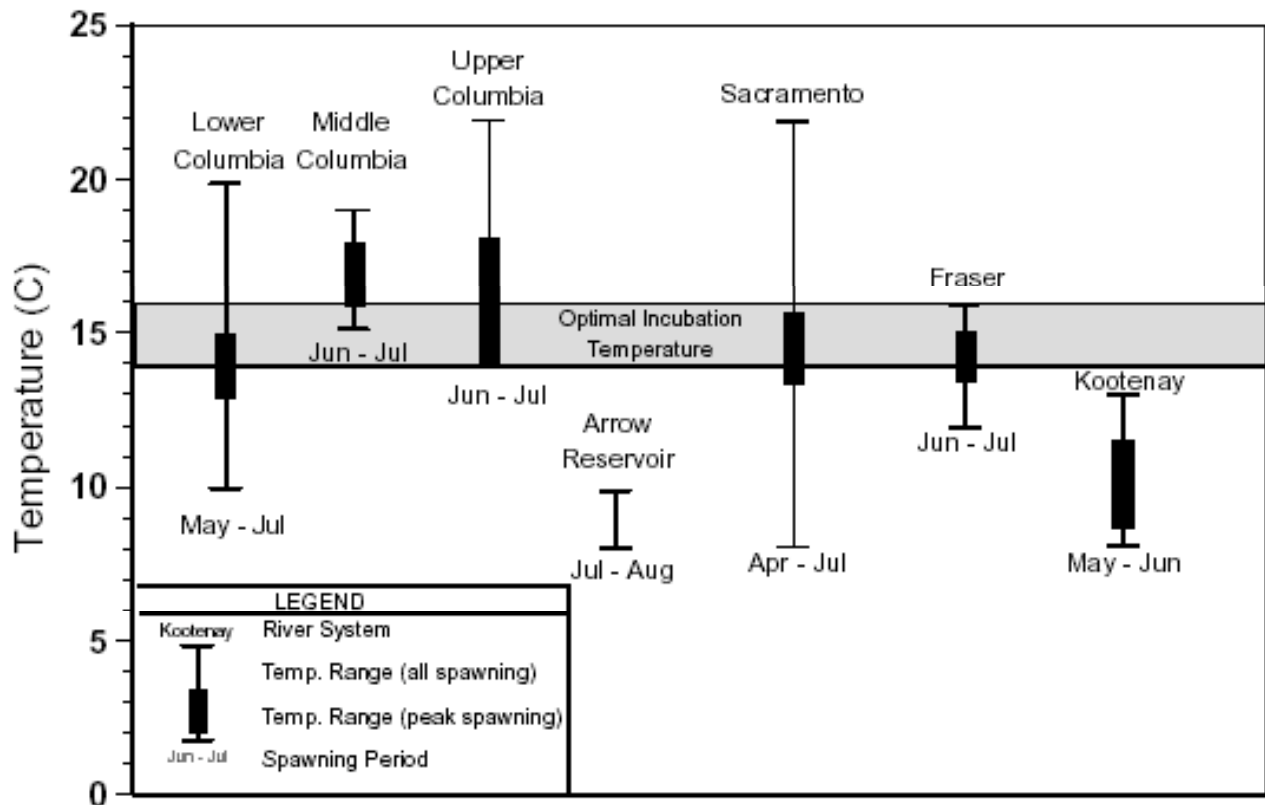 25
20
15
10
5
0
Temperature (C)
Lower
Columbia
May - Jul
Middle
Columbia
Jun - Jul
Upper
Columbia
Jun - Jul
Optimal Incubation
Temperature
Arrow
Reservoir
Jul - Aug
Sacramento
Apr - Jul
Fraser
Jun - Jul
Kootenay
May - Jun
LEGEND
Kootenay River System
Temp. Range (all spawning)
Temp. Range (peak spawning)
Jun - Jul Spawning Period